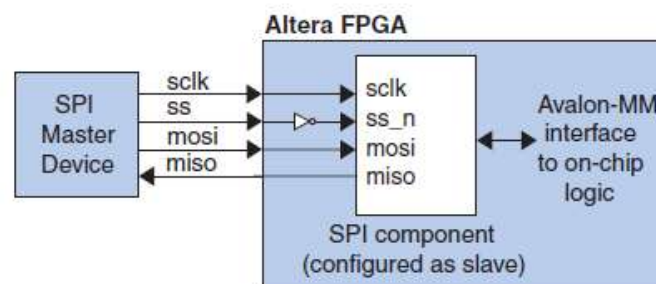 Altera FPGA
SPI
Master
Device
sclk
ss
mosi
miso
sclk
ss_n
mosi
miso
SPI component
(configured as slave)
Avalon-MM
interface
to on-chip
logic